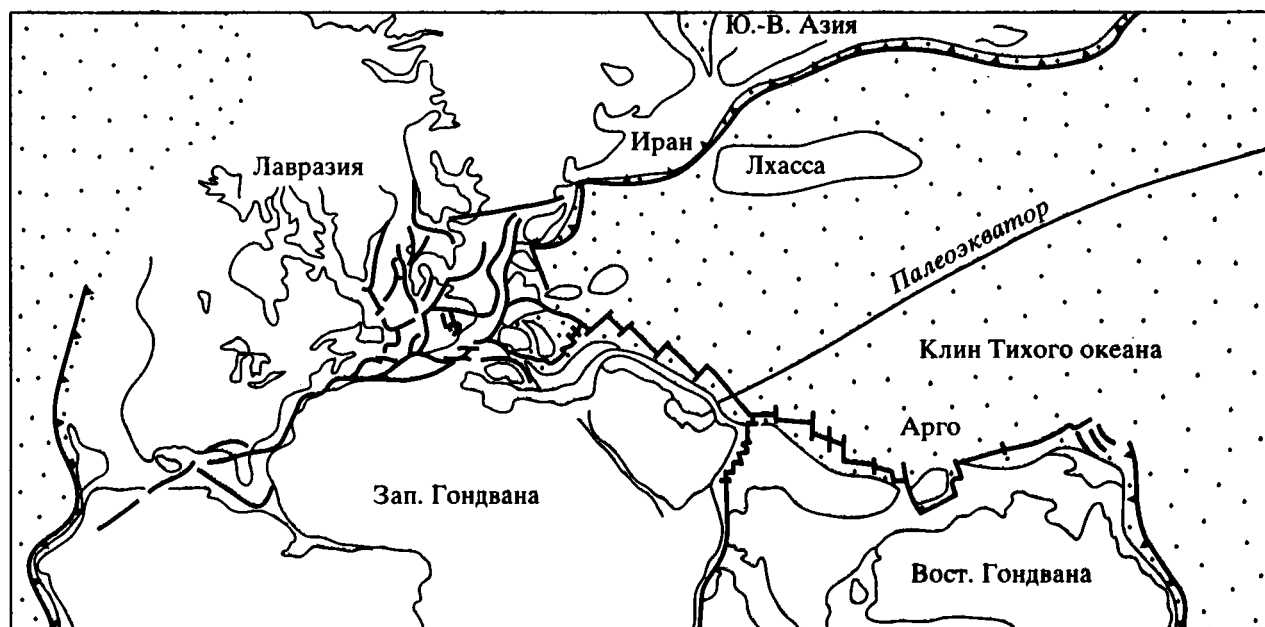 Ю.-В. Азия
Иран
Лавразия
Лхасса
Палеоэкватор
Клин Тихого океана
Арго
Зап. Гондвана
Вост. Гондвана